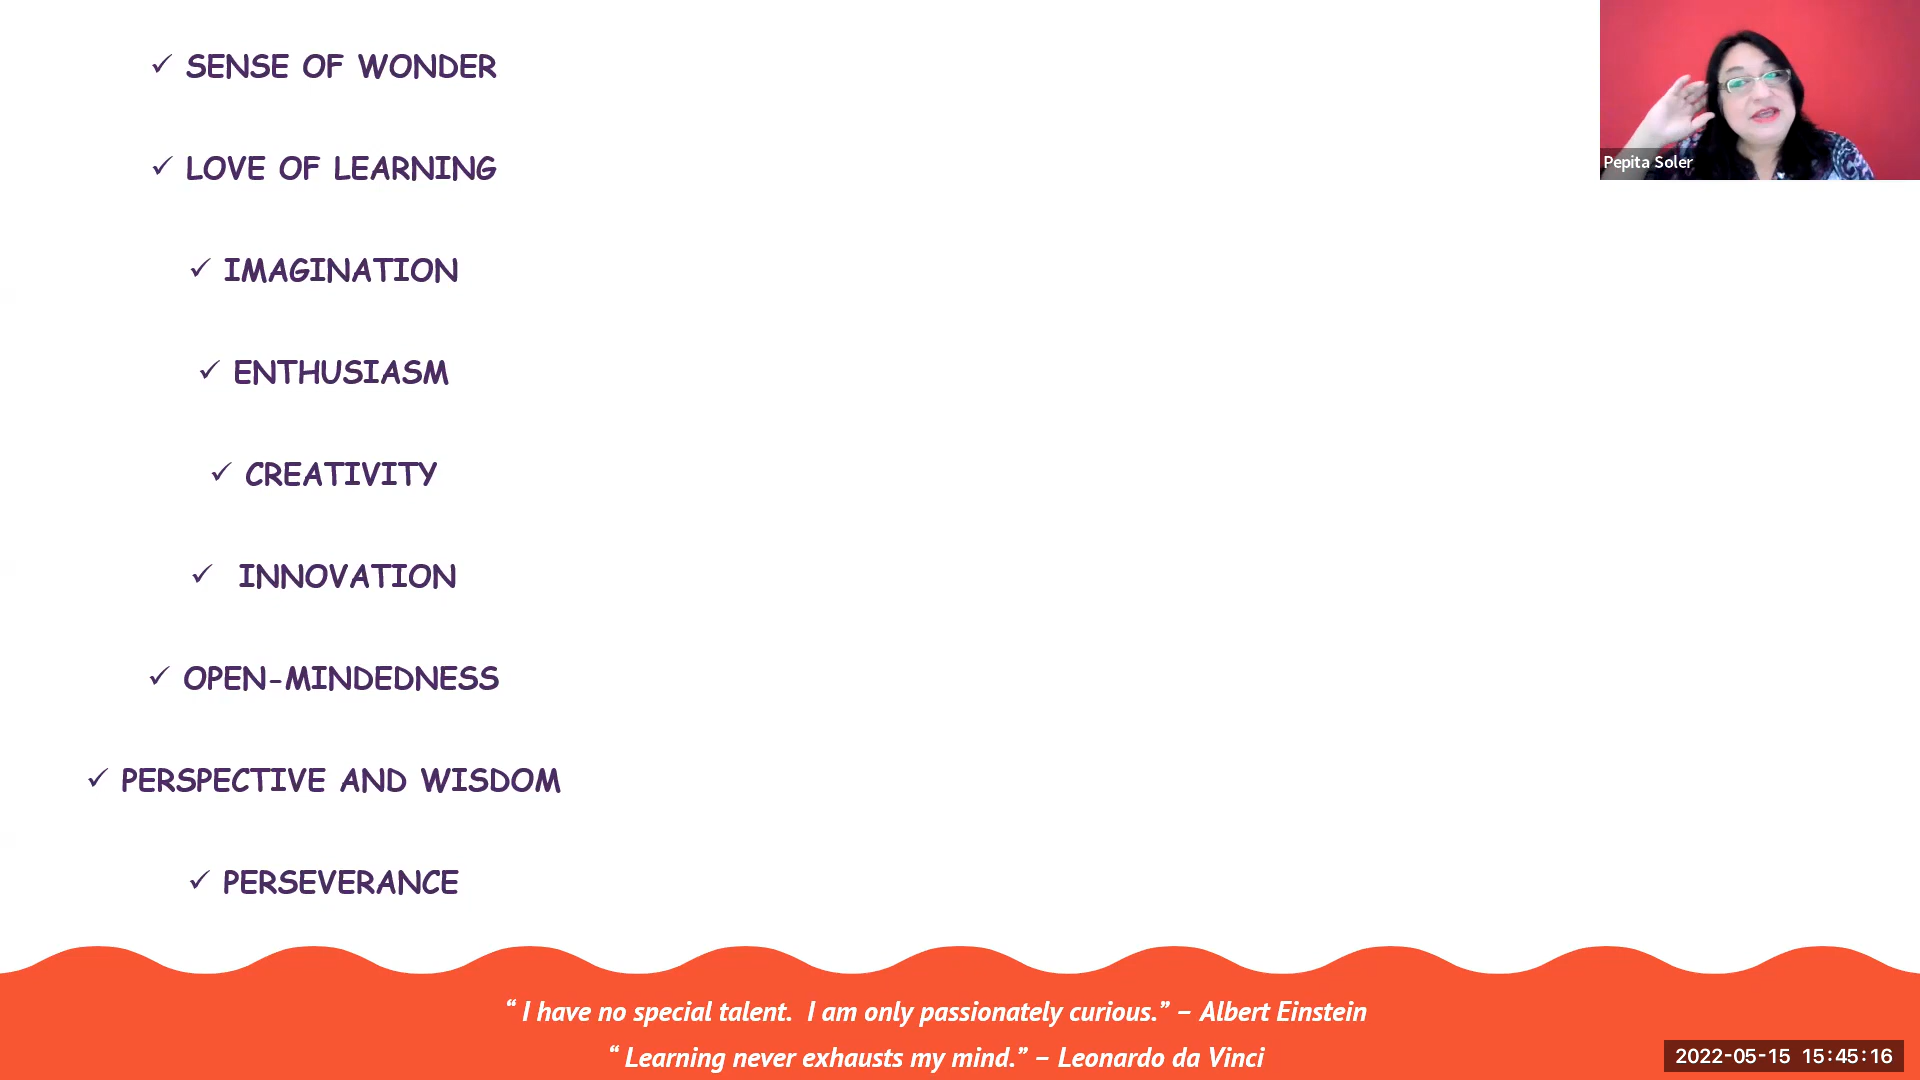 ✓ SENSE OF WONDER
✓ LOVE OF LEARNING
✓ IMAGINATION
✓ ENTHUSIASM
✓ CREATIVITY
✓ INNOVATION
✓ OPEN-MINDEDNESS
✓ PERSPECTIVE AND WISDOM
✓ PERSEVERANCE
Pepita Soler
“ I have no special talent.  I am only passionately curious.” – Albert Einstein
“ Learning never exhausts my mind.” – Leonardo da Vinci
2022-05-15 15:45:16